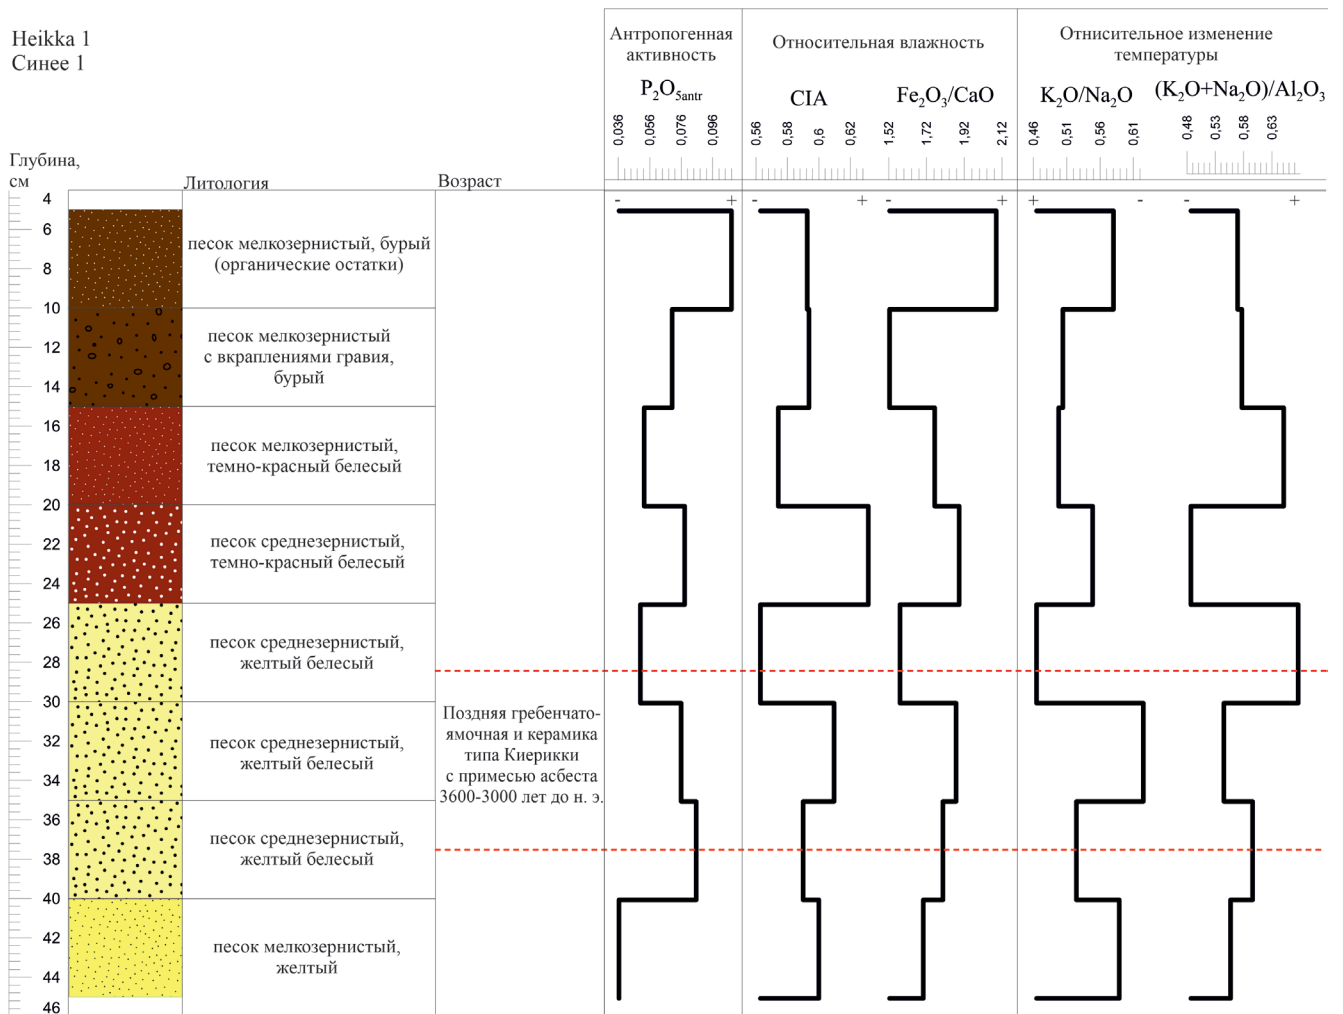 Heikka 1
Синее 1
Антропогенная
активность
P₂O₅antr
0,036 0,056 0,076 0,096
Относительная влажность
CIA
0,56 0,58 0,6 0,62
Fe₂O₃/CaO
1,52 1,72 1,92 2,12
Отнисительное изменение
температуры
K₂O/Na₂O
0,46 0,51 0,56 0,61
(K₂O+Na₂O)/Al₂O₃
0,48 0,53 0,58 0,63
Глубина,
см
Литология
Возраст
- + - + - + + - - +
4
6
8
10
12
14
16
18
20
22
24
26
28
30
32
34
36
38
40
42
44
46
песок мелкозернистый, бурый
(органические остатки)
песок мелкозернистый
с вкраплениями гравия,
бурый
песок мелкозернистый,
темно-красный белесый
песок среднезернистый,
темно-красный белесый
песок среднезернистый,
желтый белесый
песок среднезернистый,
желтый белесый
песок среднезернистый,
желтый белесый
песок мелкозернистый,
желтый
Поздняя гребенчато-
ямочная и керамика
типа Киерикки
с примесью асбеста
3600-3000 лет до н. э.